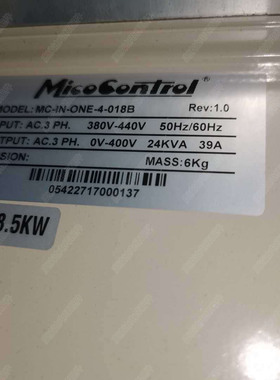 MicoControl®
MODEL: MC-IN-ONE-4-018B Rev:1.0
PUT: AC.3 PH. 380V-440V 50Hz/60Hz
TPUT: AC.3 PH. 0V-400V 24KVA 39A
SION: MASS:6Kg
05422717000137
8.5KW